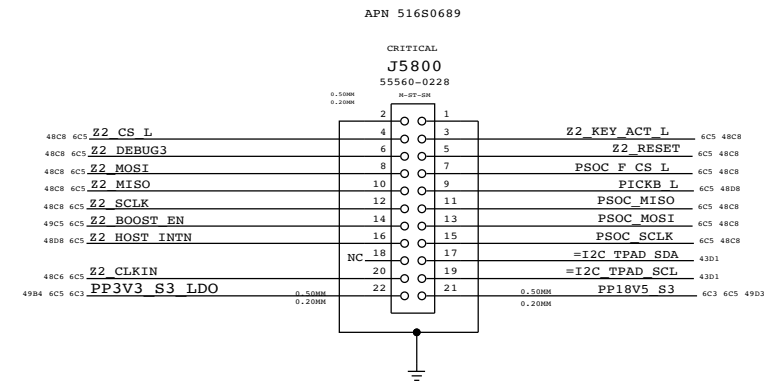 APN 516S0689
CRITICAL
J5800
55560-0228
M-ST-SM
0.50MM
0.20MM
2 1
48C8 6C5 Z2_CS_L 4 3 Z2_KEY_ACT_L 6C5 48C8
48C8 6C5 Z2_DEBUG3 6 5 Z2_RESET 6C5 48C8
48C8 6C5 Z2_MOSI 8 7 PSOC_F_CS_L 6C5 48C8
48C8 6C5 Z2_MISO 10 9 PICKB_L 6C5 48D8
48C8 6C5 Z2_SCLK 12 11 PSOC_MISO 6C5 48C8
49C5 6C5 Z2_BOOST_EN 14 13 PSOC_MOSI 6C5 48C8
48D8 6C5 Z2_HOST_INTN 16 15 PSOC_SCLK 6C5 48C8
NC 18 17 =I2C_TPAD_SDA 43D1
48C6 6C5 Z2_CLKIN 20 19 =I2C_TPAD_SCL 43D1
49B4 6C5 6C3 PP3V3_S3_LDO 0.50MM 22 21 0.50MM PP18V5_S3 6C3 6C5 49D3
0.20MM 0.20MM